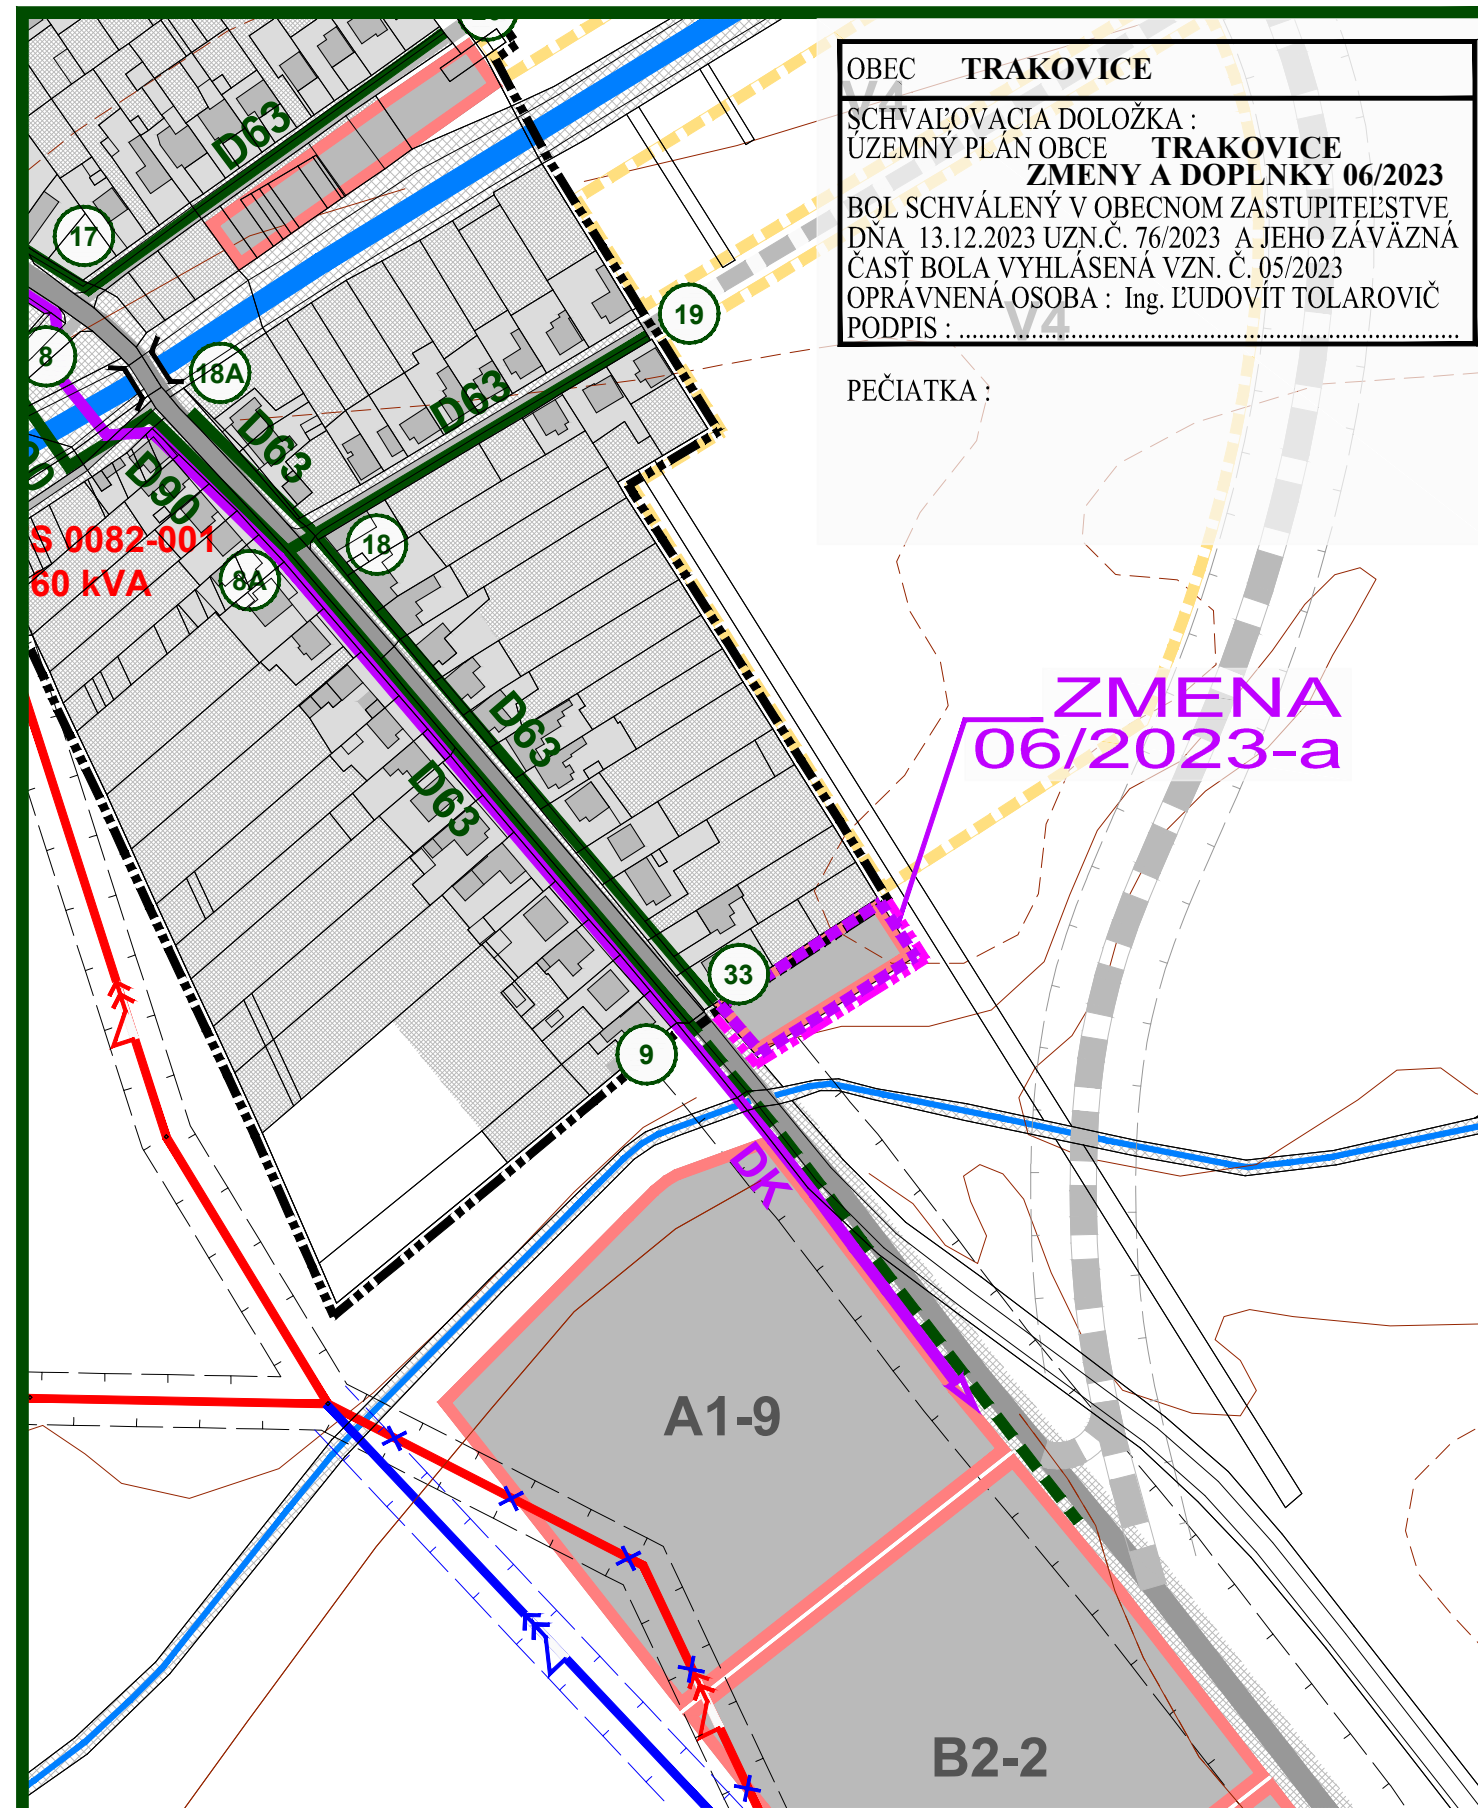 OBEC TRAKOVICE
SCHVAĽOVACIA DOLOŽKA :
ÚZEMNÝ PLÁN OBCE TRAKOVICE
ZMENY A DOPLNKY 06/2023
BOL SCHVÁLENÝ V OBECNOM ZASTUPITEĽSTVE
DŇA 13.12.2023 UZN.Č. 76/2023 A JEHO ZÁVÄZNÁ
ČASŤ BOLA VYHLÁSENÁ VZN. Č. 05/2023
OPRÁVNENÁ OSOBA : Ing. ĽUDOVÍT TOLAROVIČ
PODPIS : ..........................................................................
PEČIATKA :
V4
V4
D63
17
19
8
18A
D63
D63
D90
18
S 0082-001
60 kVA
8A
ZMENA
06/2023-a
D63
D63
33
9
DK
A1-9
B2-2